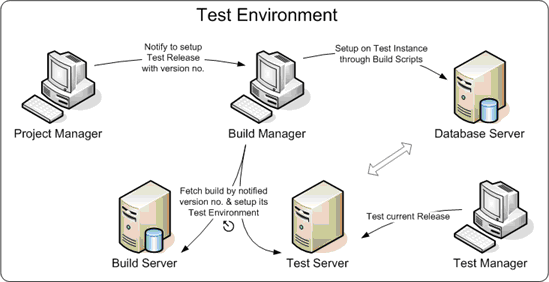 Test Environment
Notify to setup
Test Release
with version no.
Setup on Test Instance
through Build Scripts
Project Manager
Build Manager
Database Server
Fetch build by notified
version no. & setup its
Test Environment
Test current Release
Build Server
Test Server
Test Manager